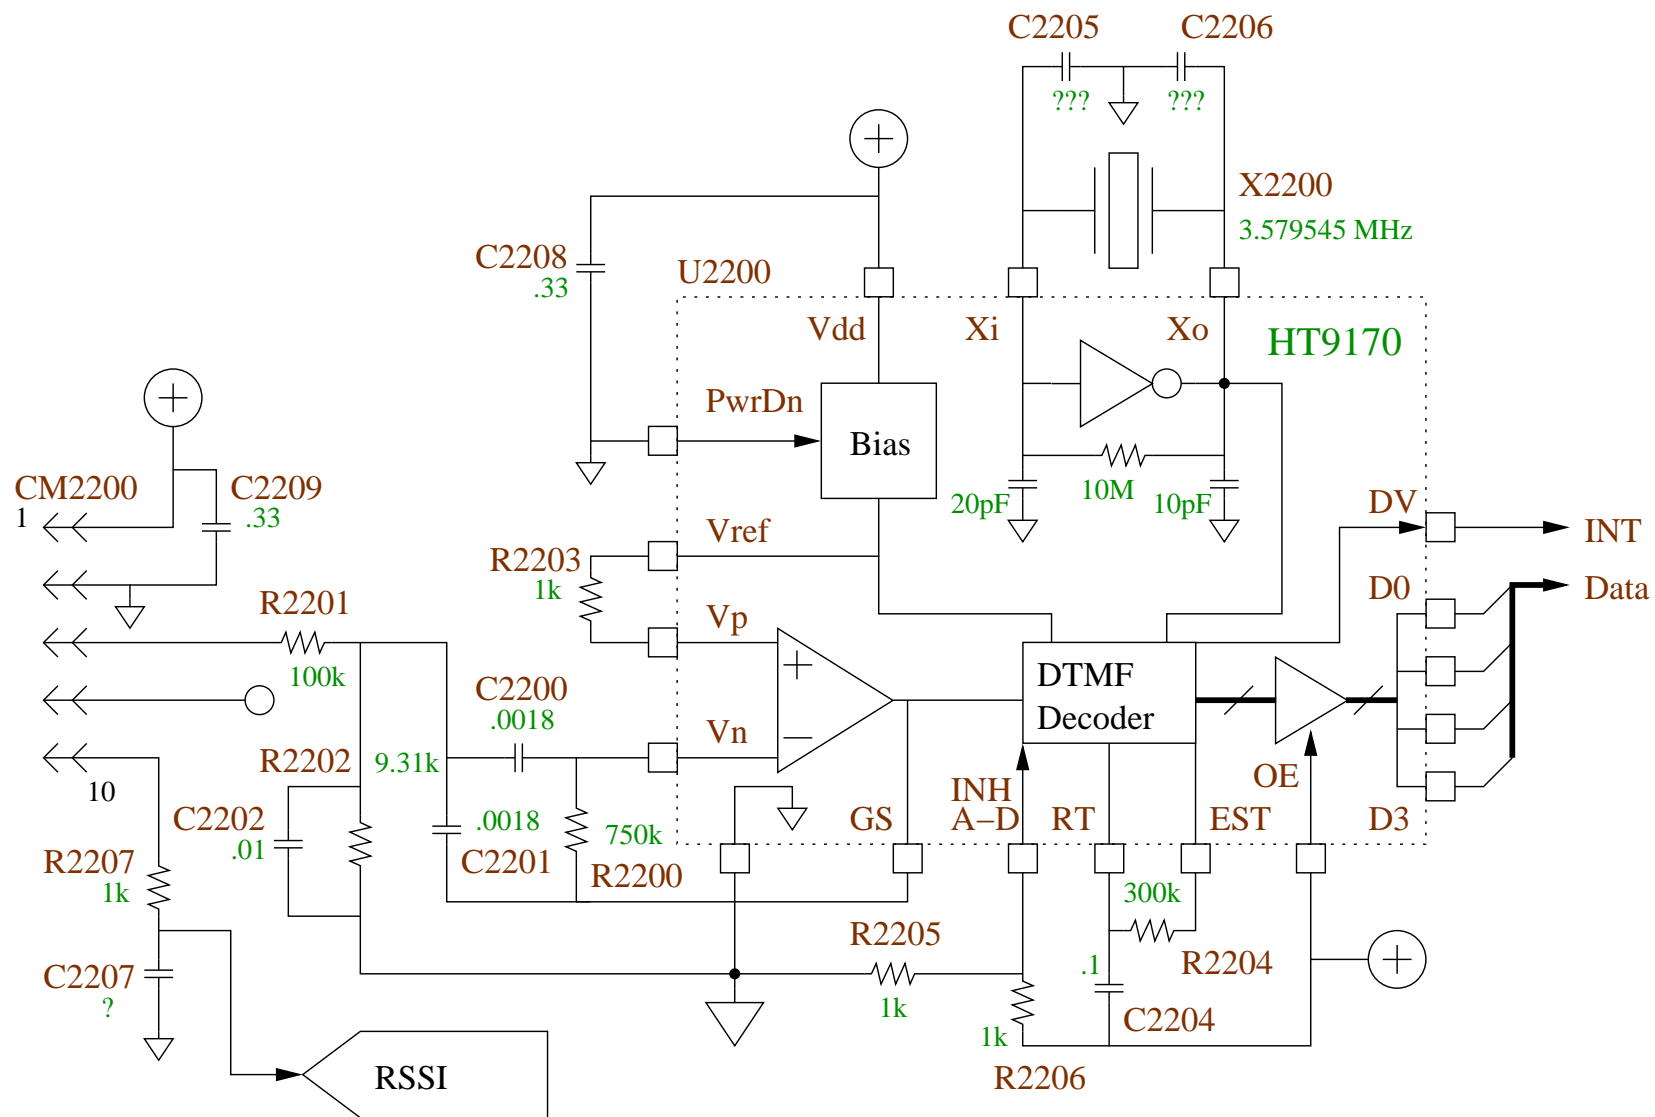 C2205
C2206
???
???
X2200
3.579545 MHz
C2208
.33
U2200
Vdd
Xi
Xo
HT9170
PwrDn
Bias
CM2200
1
C2209
.33
20pF
10M
10pF
DV
INT
Vref
R2203
1k
D0
Data
R2201
100k
Vp
+
DTMF
Decoder
C2200
.0018
Vn
−
R2202
9.31k
10
INH
A−D
OE
C2202
.01
.0018
C2201
750k
R2200
GS
RT
EST
D3
R2207
1k
300k
R2205
1k
R2204
.1
C2207
?
C2204
1k
R2206
RSSI